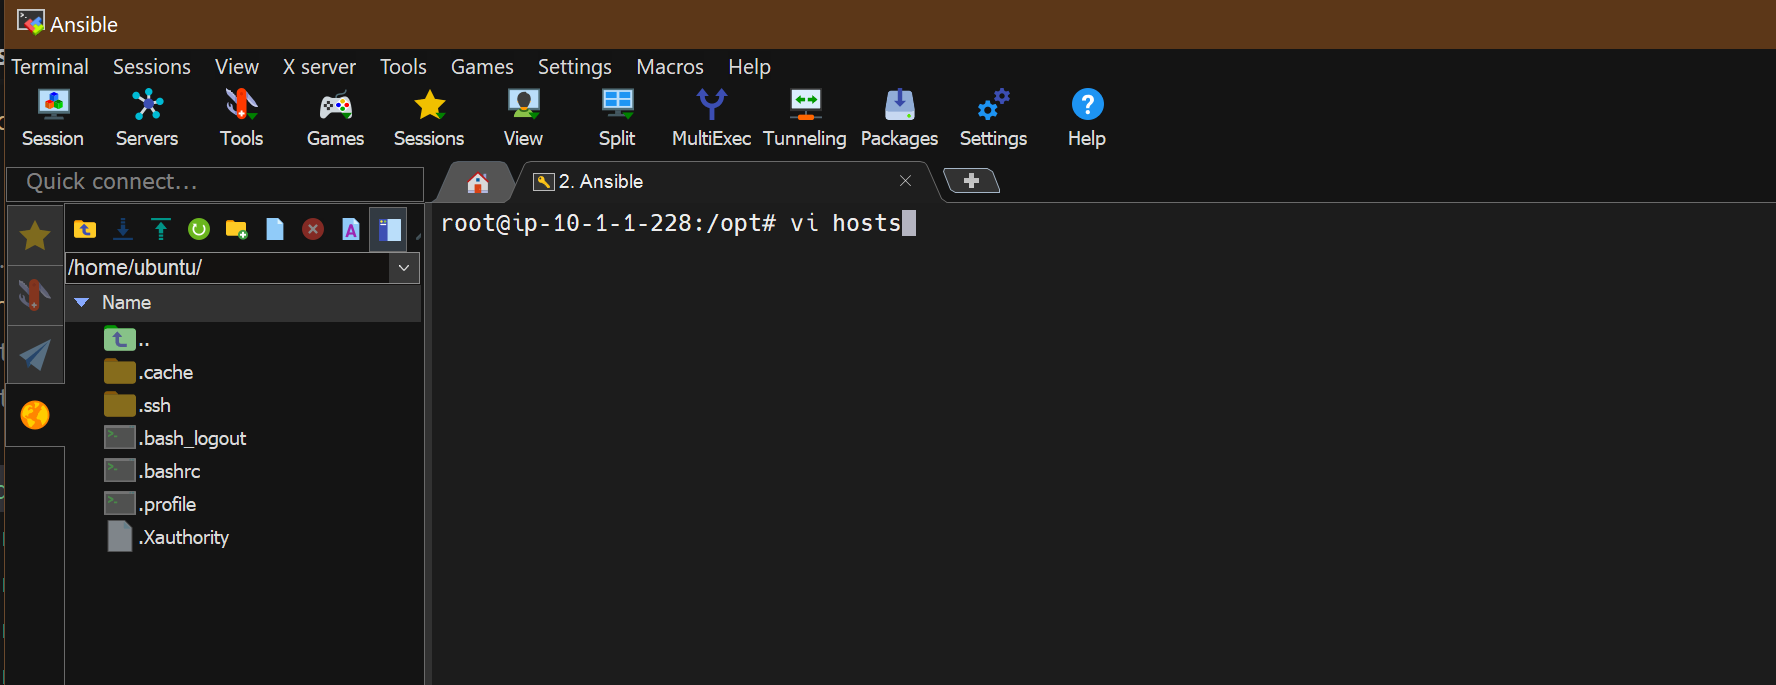 Ansible
Terminal Sessions View X server Tools Games Settings Macros Help
Session Servers Tools Games Sessions View Split MultiExec Tunneling Packages Settings Help
Quick connect...
2. Ansible
root@ip-10-1-1-228:/opt# vi hosts
/home/ubuntu/
Name
..
.cache
.ssh
.bash_logout
.bashrc
.profile
.Xauthority